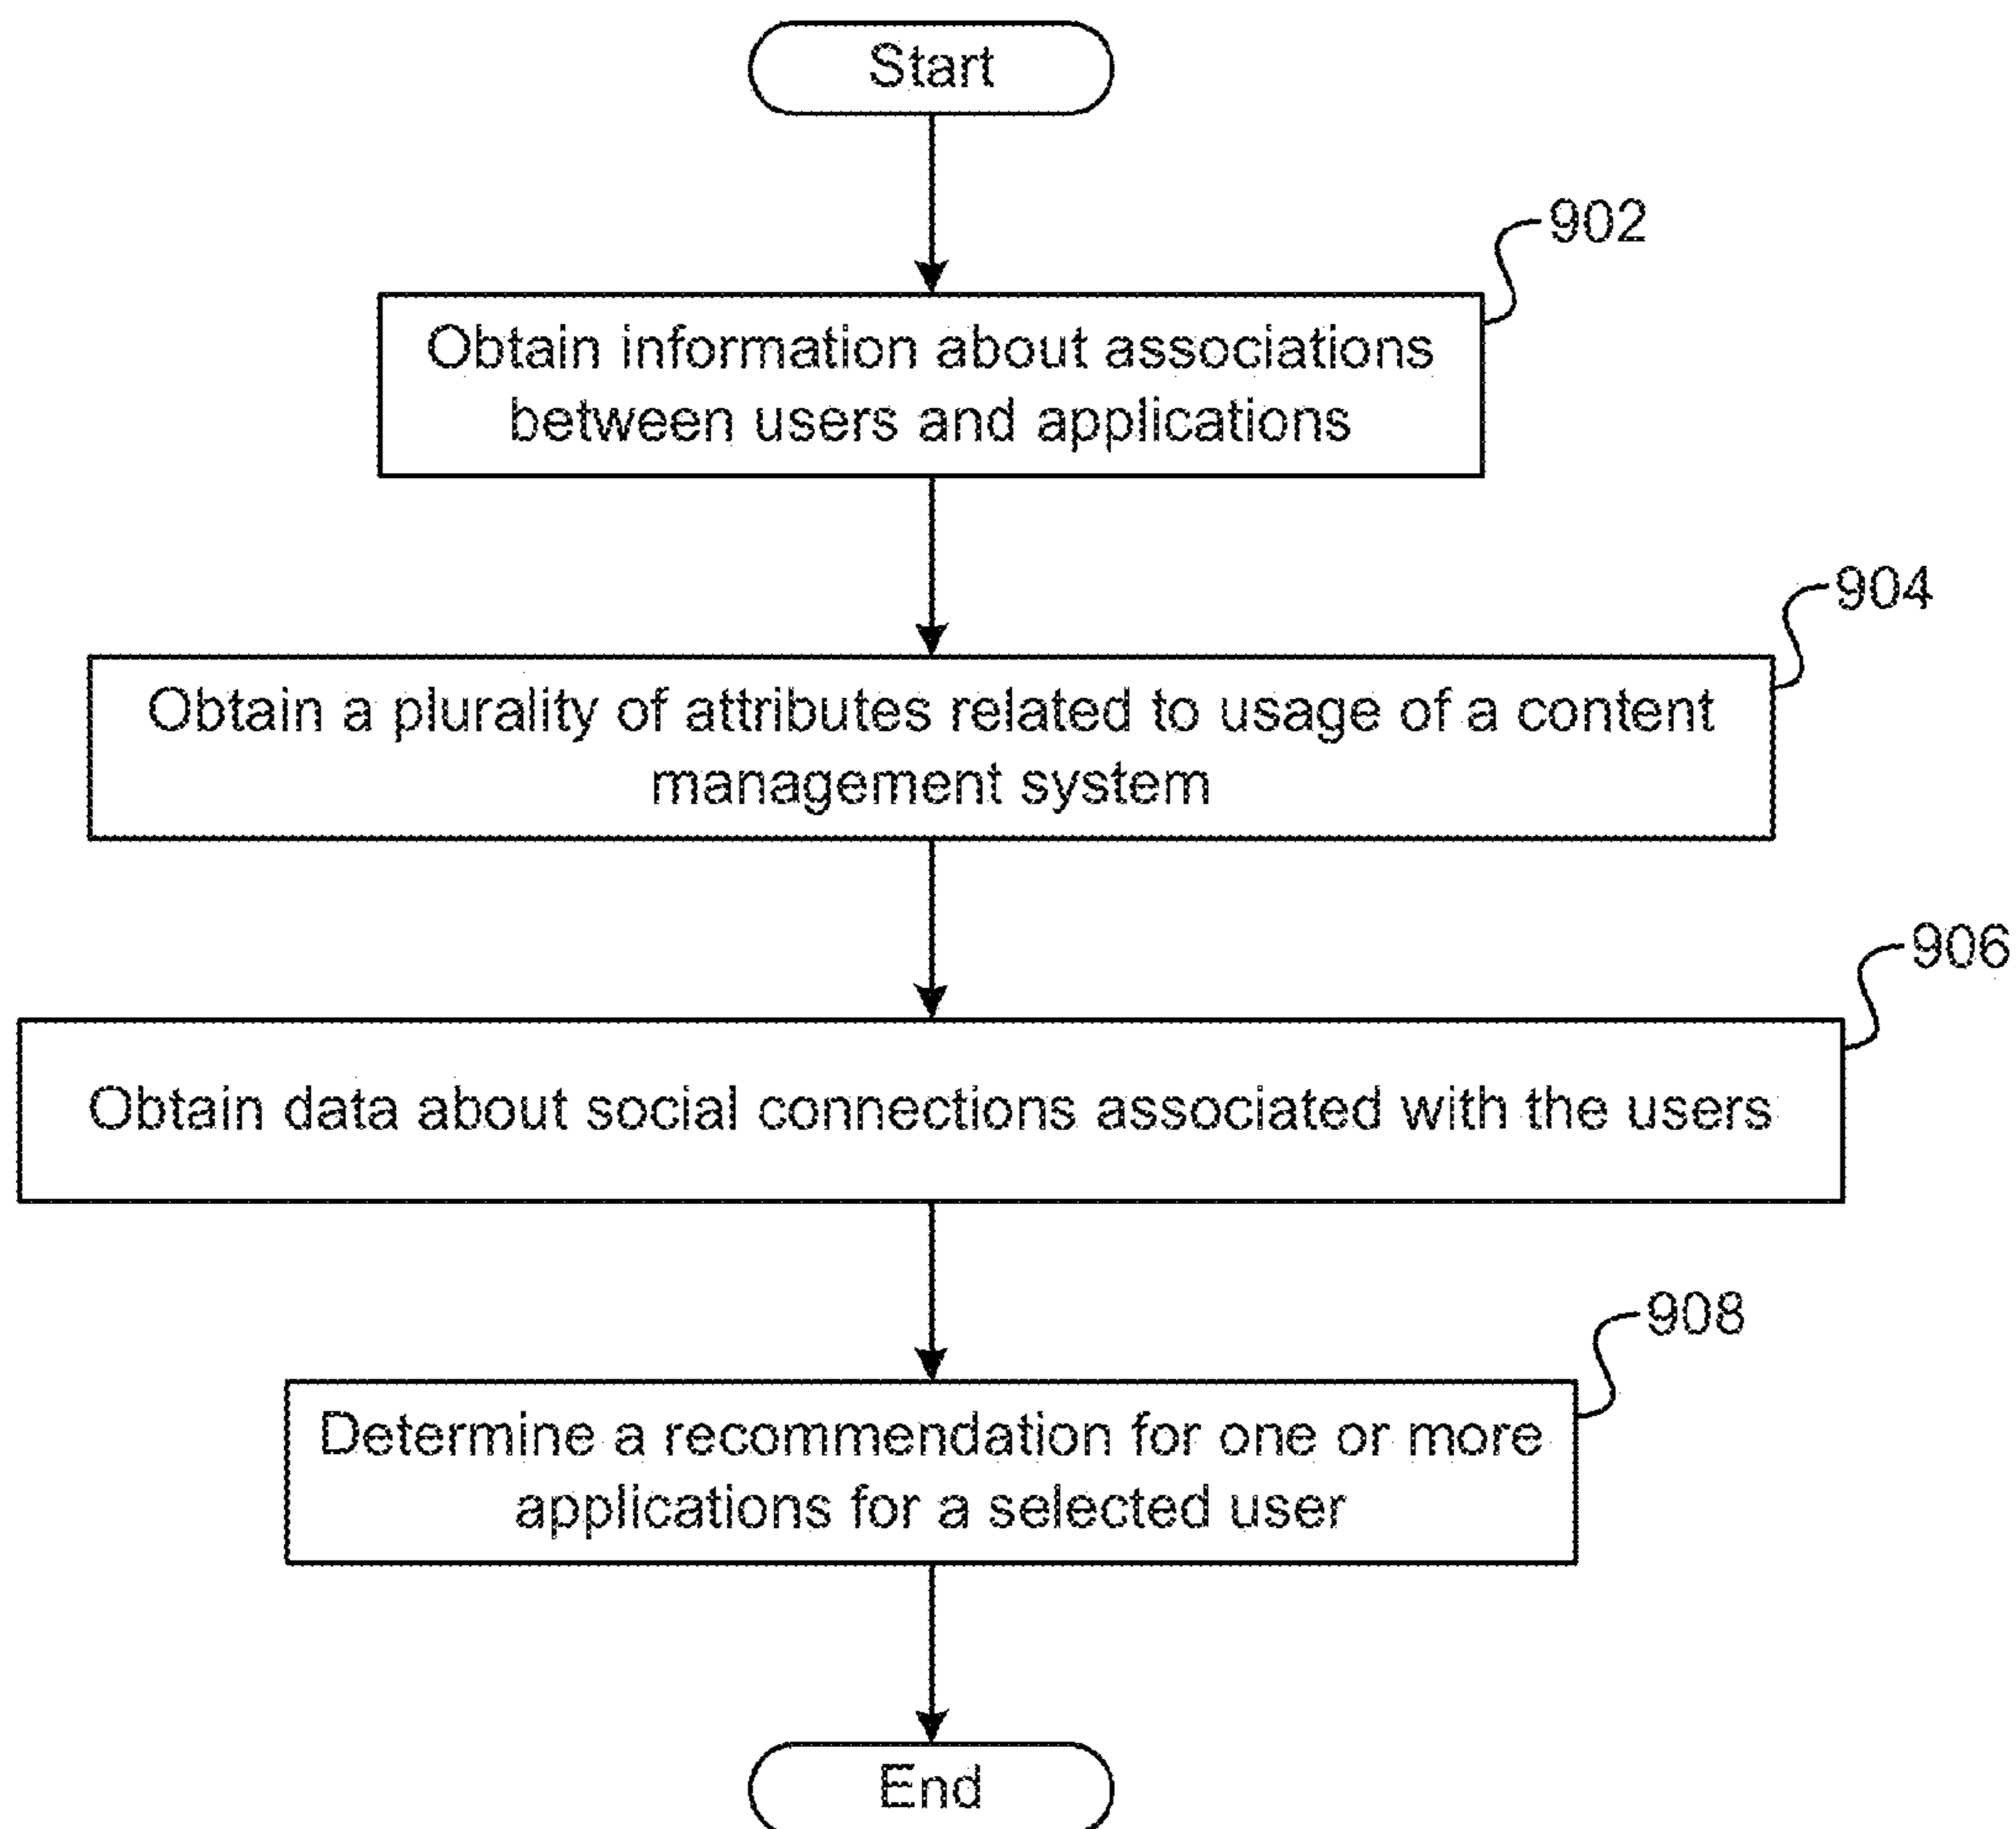 Start
902
Obtain information about associations
between users and applications
904
Obtain a plurality of attributes related to usage of a content
management system
906
Obtain data about social connections associated with the users
908
Determine a recommendation for one or more
applications for a selected user
End